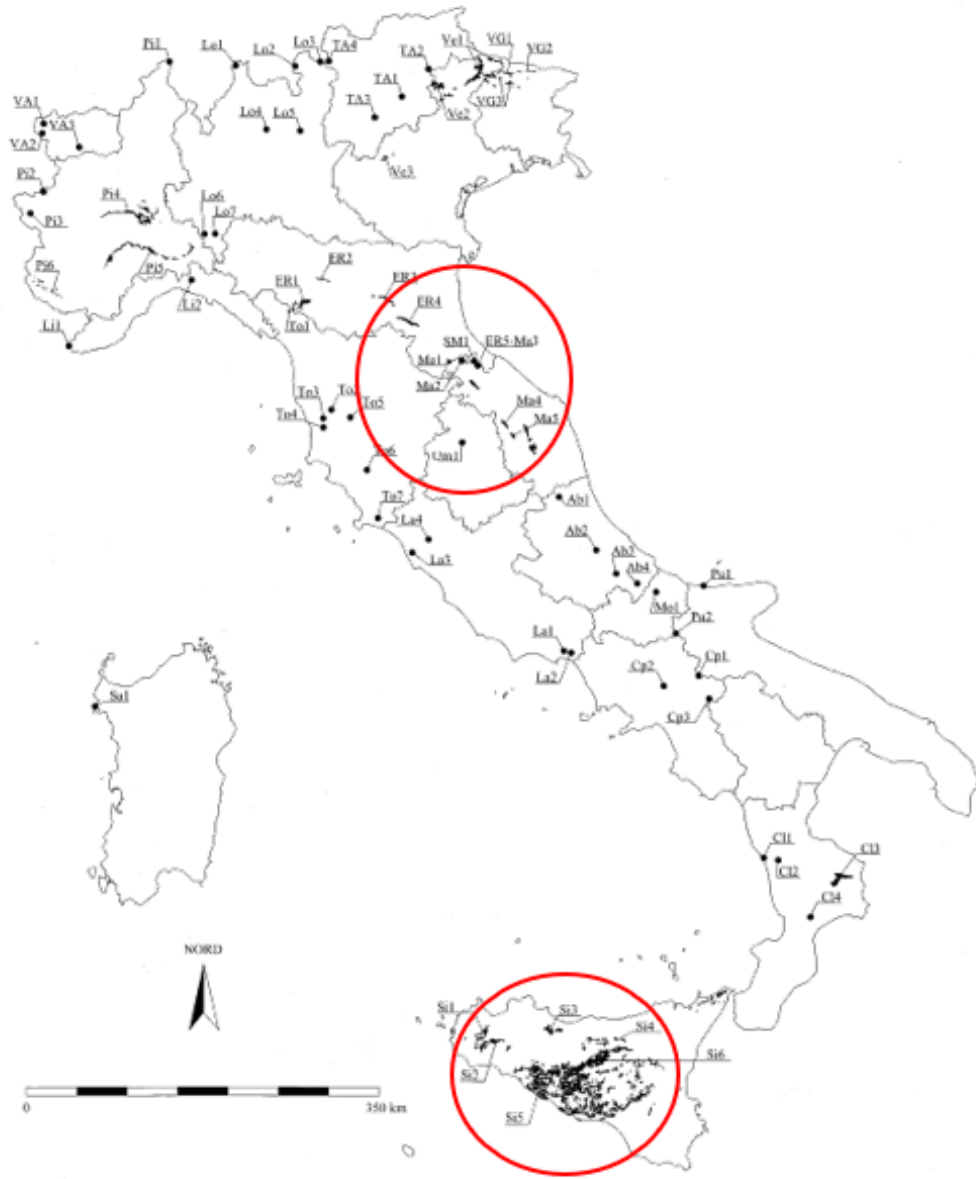 Pi1
Lo1
Lo2
Lo3
TA4
TA2
Ve1
VG1
VG2
TA1
VG3
VA1
VA3
TA3
Ve2
VA2
Lo4
Lo5
Ve3
Pi2
Pi4
Lo6
Pi3
Lo7
Pi6
Pi5
ER2
ER1
ER3
Li2
ER4
To1
Li1
SM1
ER5-Ma3
Ma1
Ma2
To3
To5
To4
Ma4
Ma5
Um1
To7
Ab1
La4
Ab2
La3
Ab3
Ab4
Pu1
Mo1
Pu2
La1
Cp2
Cp1
La2
Sa1
Cp3
Cl1
Cl3
Cl2
Cl4
NORD
Si1
Si3
Si4
Si6
Si2
Si5
0
350 km